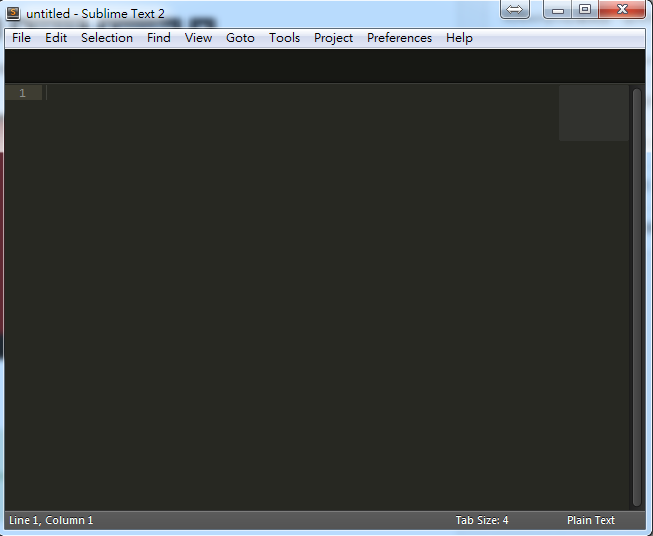 untitled - Sublime Text 2
File Edit Selection Find View Goto Tools Project Preferences Help
1
Line 1, Column 1 Tab Size: 4 Plain Text